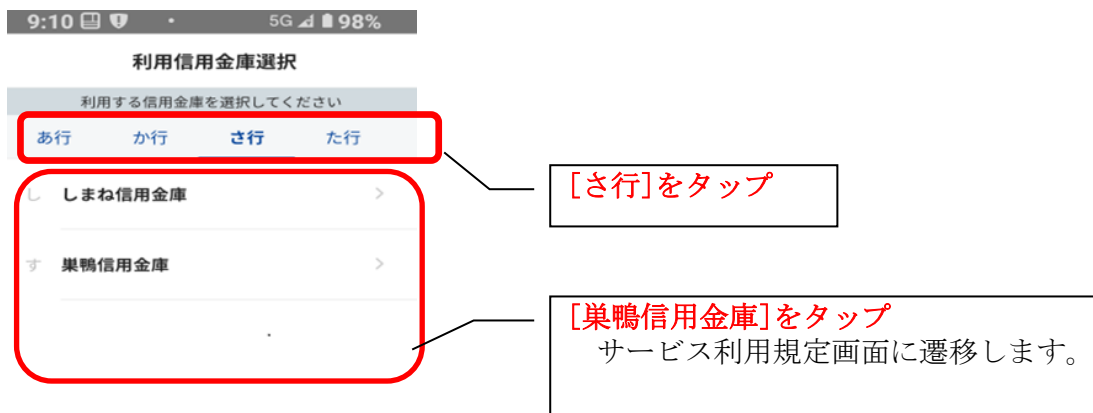 9:10 5G 98%
利用信用金庫選択
利用する信用金庫を選択してください
あ行 か行 さ行 た行
[さ行]をタップ
し しまね信用金庫 >
す 巣鴨信用金庫 >
[巣鴨信用金庫]をタップ
サービス利用規定画面に遷移します。